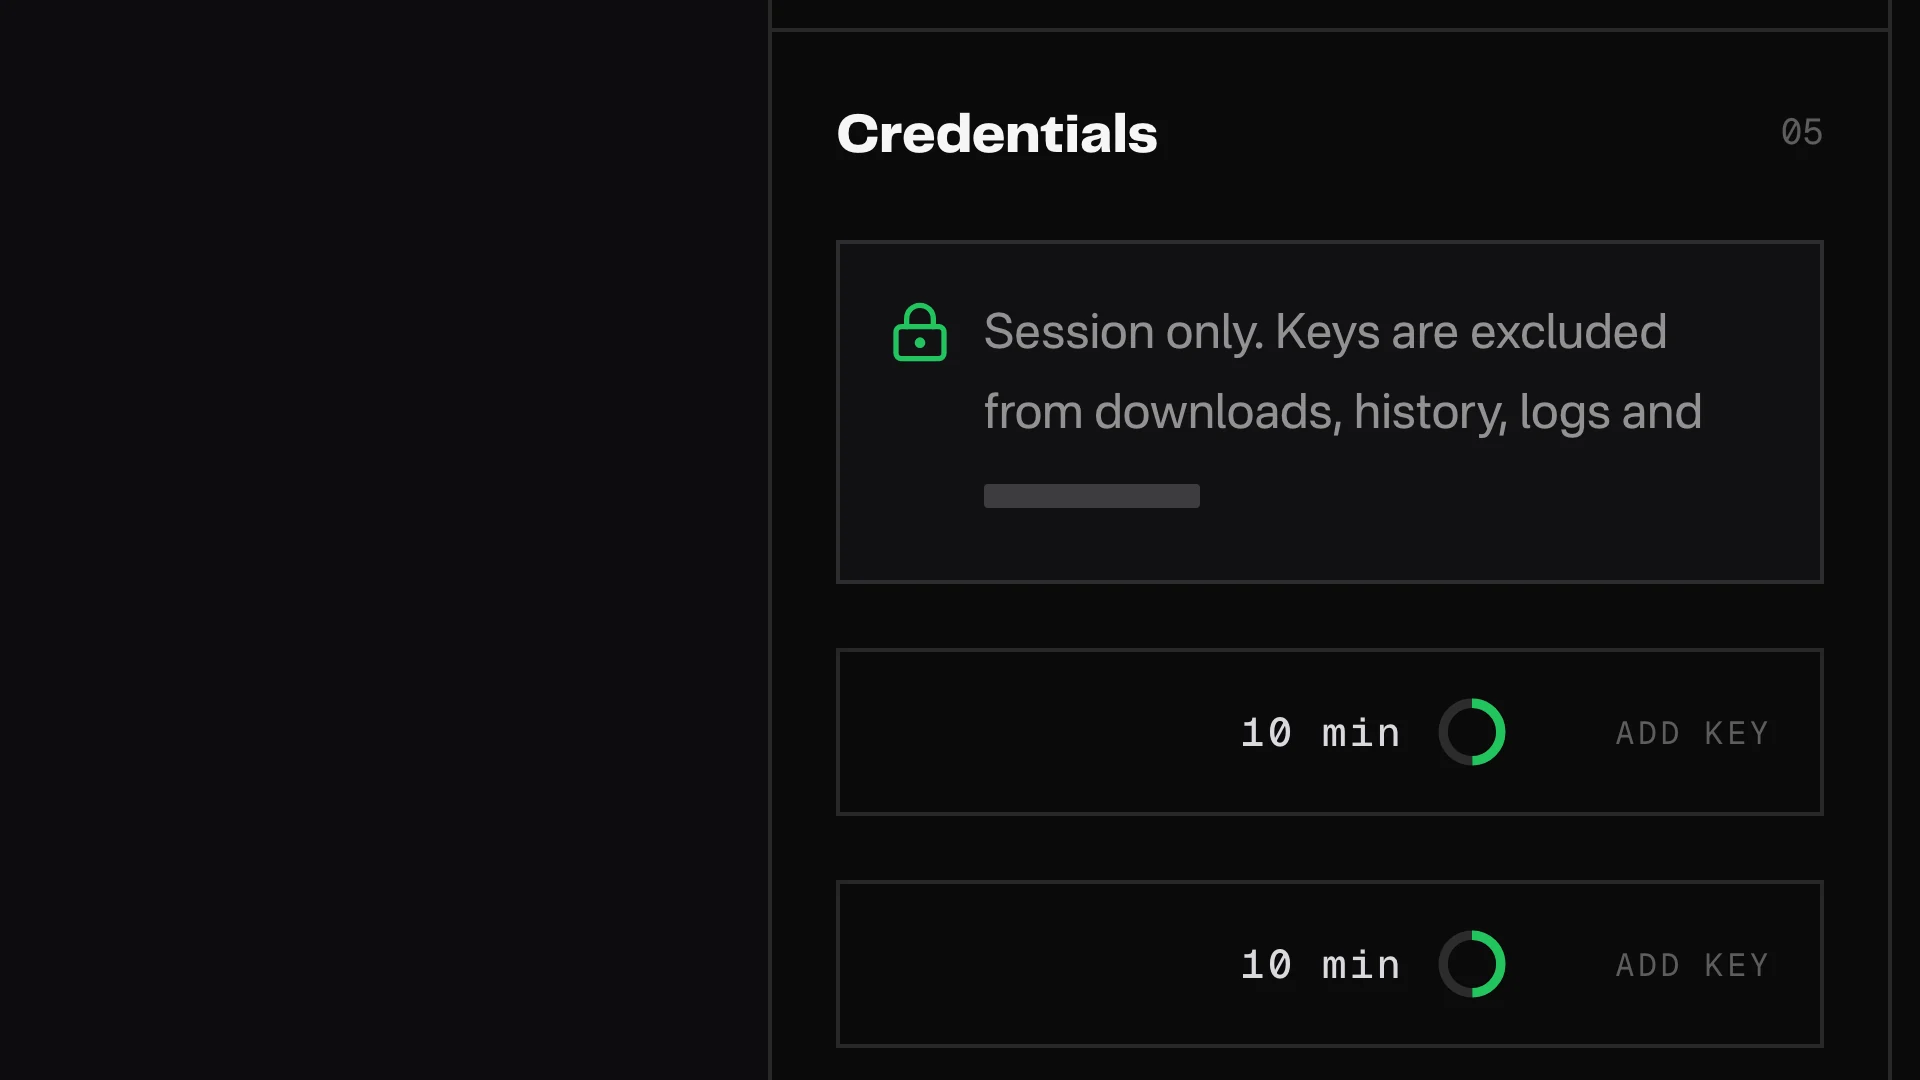 Credentials
05
Session only. Keys are excluded
from downloads, history, logs and
10 min
ADD KEY
10 min
ADD KEY